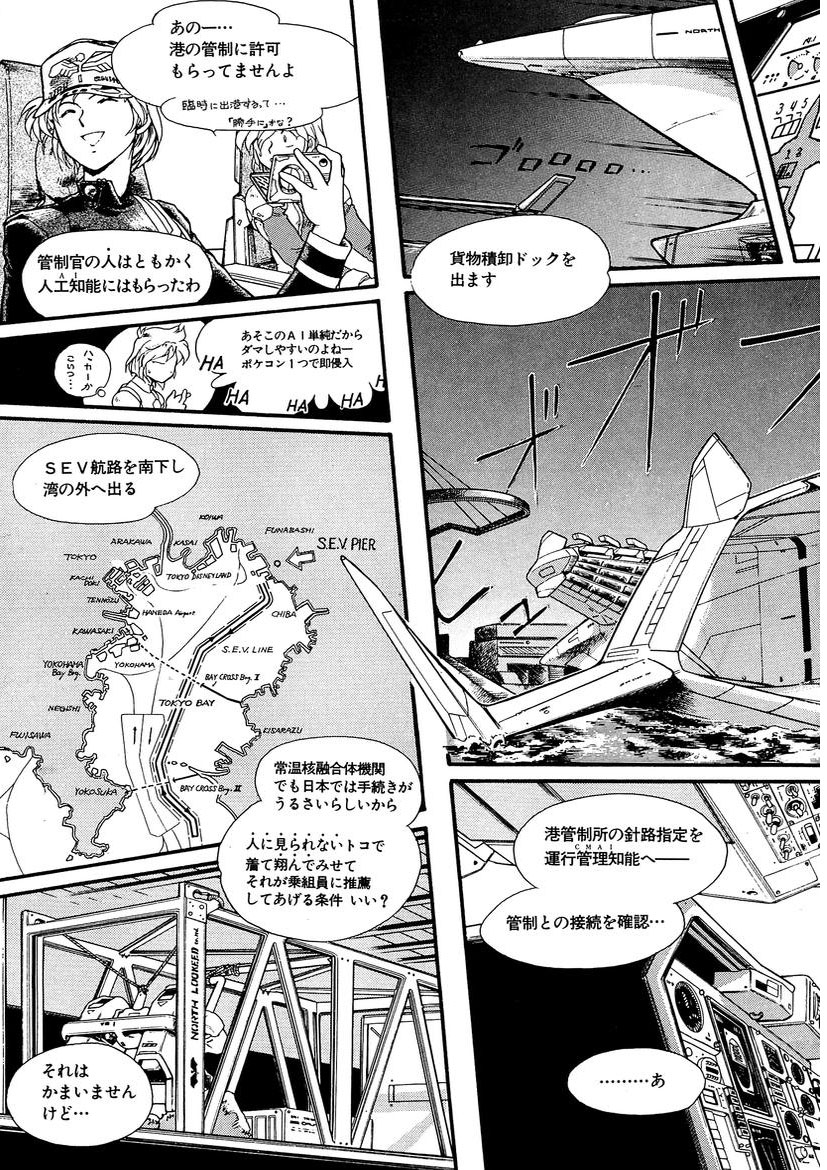 NORTH
ゴロロロロ…
貨物積卸ドックを
出ます
あのー…
港の管制に許可
もらってませんよ
臨時に出港するって…
「勝手に」すな?
管制官の人はともかく
人工知能にはもらったわ
AI
あそこのAI単純だから
ダマしやすいのよねー
ポケコン1つで即侵入
HA
HA
HA
HA
HA
HA
ハッカーか
こいつ…
SEV航路を南下し
湾の外へ出る
KOIWA
FUNABASHI
ARAKAWA
KASAI
S.E.V. PIER
TOKYO
TOKYO DISNEYLAND
KACHI
DOKI
TENNOZU
HANEDA Airport
CHIBA
KAWASAKI
S.E.V. LINE
YOKOHAMA
Bay Brg.
YOKOHAMA
BAY CROSS Brg. II
TOKYO BAY
NEGISHI
KISARAZU
FUJISAWA
YOKOSUKA
BAY CROSS Brg. III
常温核融合体機関
でも日本では手続きが
うるさいらしいから
人に見られないトコで
着て翔んでみせて
それが乗組員に推薦
してあげる条件 いい?
港管制所の針路指定を
CMAI
運行管理知能へ――
管制との接続を確認…
………あ
NORTH LOQHEED
それは
かまいません
けど…